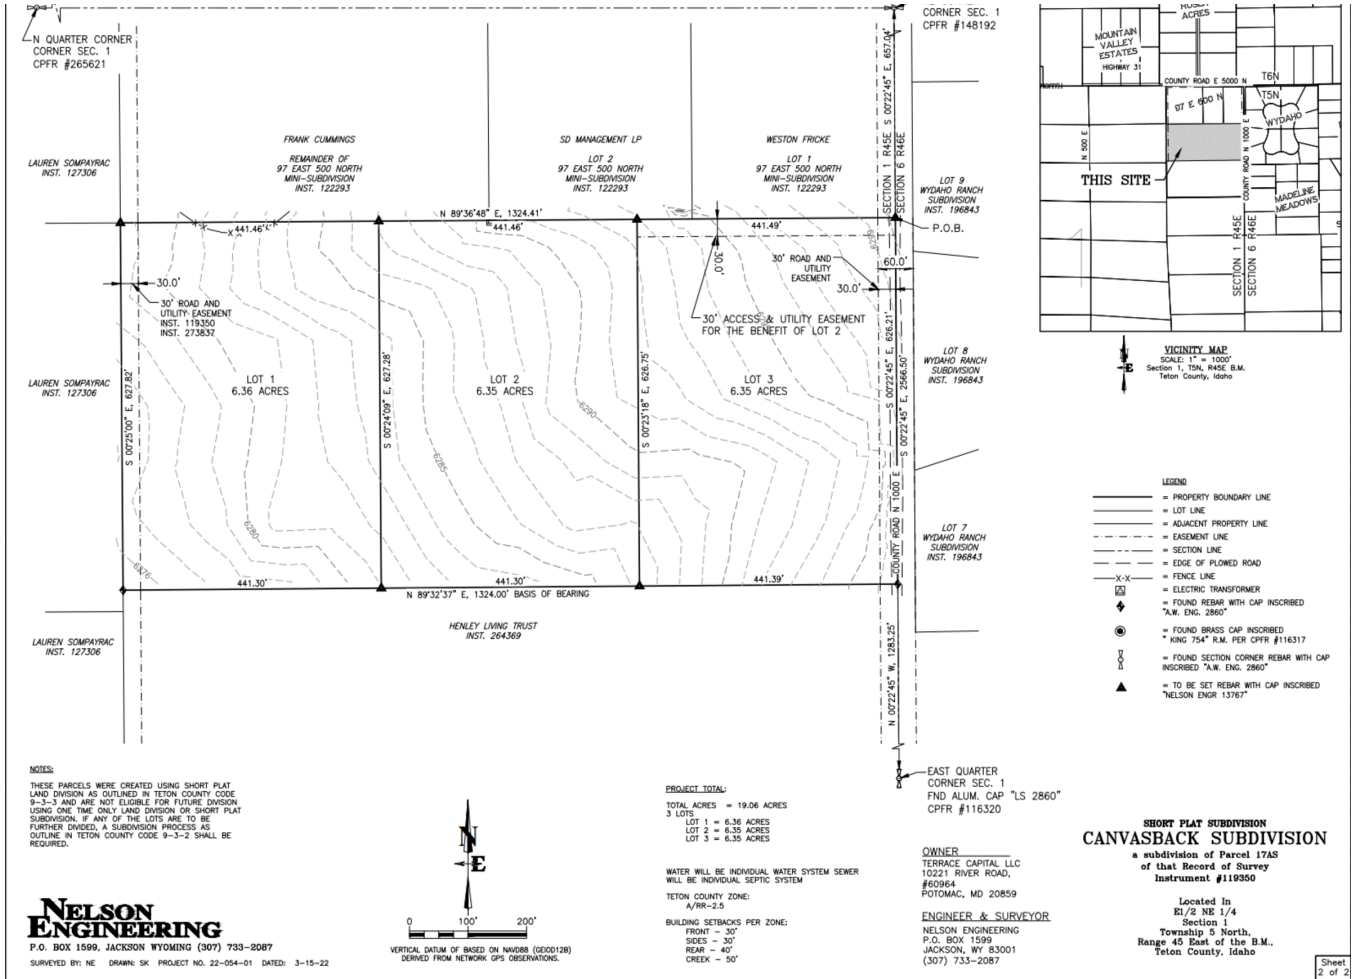 N QUARTER CORNER
CORNER SEC. 1
CPFR #265621
CORNER SEC. 1
CPFR #148192
S 00°22'45" E, 657.04'
SECTION 1 R45E
SECTION 6 R46E
LAUREN SOMPAYRAC
INST. 127306
FRANK CUMMINGS
REMAINDER OF
97 EAST 500 NORTH
MINI-SUBDIVISION
INST. 122293
SD MANAGEMENT LP
LOT 2
97 EAST 500 NORTH
MINI-SUBDIVISION
INST. 122293
WESTON FRICKE
LOT 1
97 EAST 500 NORTH
MINI-SUBDIVISION
INST. 122293
LOT 9
WYDAHO RANCH
SUBDIVISION
INST. 196843
N 89°36'48" E, 1324.41'
441.46'
441.46'
441.49'
P.O.B.
X X
30.0'
30' ROAD AND
UTILITY EASEMENT
INST. 119350
INST. 273837
30.0'
30' ROAD AND
UTILITY
EASEMENT
60.0'
30.0'
30' ACCESS & UTILITY EASEMENT
FOR THE BENEFIT OF LOT 2
LAUREN SOMPAYRAC
INST. 127306
S 00°25'00" E, 627.82'
LOT 1
6.36 ACRES
S 00°24'09" E, 627.28'
LOT 2
6.35 ACRES
S 00°23'18" E, 626.75'
LOT 3
6.35 ACRES
S 00°22'45" E, 626.21'
S 00°22'45" E, 2566.50'
COUNTY ROAD N 1000 E
LOT 8
WYDAHO RANCH
SUBDIVISION
INST. 196843
LOT 7
WYDAHO RANCH
SUBDIVISION
INST. 196843
6290
6285
6280
6276
441.30'
441.30'
441.39'
N 89°32'37" E, 1324.00' BASIS OF BEARING
HENLEY LIVING TRUST
INST. 264369
LAUREN SOMPAYRAC
INST. 127306
N 00°22'45" W, 1283.25'
EAST QUARTER
CORNER SEC. 1
FND ALUM. CAP "LS 2860"
CPFR #116320
ACRES
MOUNTAIN
VALLEY
ESTATES
HIGHWAY 31
COUNTY ROAD E 5000 N
T6N
T5N
97 E 600 N
WYDAHO
N 500 E
COUNTY ROAD N 1000 E
THIS SITE
MADELINE
MEADOWS
SECTION 1 R45E
SECTION 6 R46E
N
E
VICINITY MAP
SCALE: 1" = 1000'
Section 1, T5N, R45E B.M.
Teton County, Idaho
LEGEND
= PROPERTY BOUNDARY LINE
= LOT LINE
= ADJACENT PROPERTY LINE
= EASEMENT LINE
= SECTION LINE
= EDGE OF PLOWED ROAD
X-X = FENCE LINE
= ELECTRIC TRANSFORMER
= FOUND REBAR WITH CAP INSCRIBED
"A.W. ENG. 2860"
= FOUND BRASS CAP INSCRIBED
" KING 754" R.M. PER CPFR #116317
= FOUND SECTION CORNER REBAR WITH CAP
INSCRIBED "A.W. ENG. 2860"
= TO BE SET REBAR WITH CAP INSCRIBED
"NELSON ENGR 13767"
NOTES:
THESE PARCELS WERE CREATED USING SHORT PLAT
LAND DIVISION AS OUTLINED IN TETON COUNTY CODE
9-3-3 AND ARE NOT ELIGIBLE FOR FUTURE DIVISION
USING ONE TIME ONLY LAND DIVISION OR SHORT PLAT
SUBDIVISION. IF ANY OF THE LOTS ARE TO BE
FURTHER DIVIDED, A SUBDIVISION PROCESS AS
OUTLINE IN TETON COUNTY CODE 9-3-2 SHALL BE
REQUIRED.
NELSON
ENGINEERING
P.O. BOX 1599, JACKSON WYOMING (307) 733-2087
SURVEYED BY: NE DRAWN: SK PROJECT NO. 22-054-01 DATED: 3-15-22
N
E
0 100' 200'
VERTICAL DATUM OF BASED ON NAVD88 (GEIOD12B)
DERIVED FROM NETWORK GPS OBSERVATIONS.
PROJECT TOTAL:
TOTAL ACRES = 19.06 ACRES
3 LOTS
LOT 1 = 6.36 ACRES
LOT 2 = 6.35 ACRES
LOT 3 = 6.35 ACRES
WATER WILL BE INDIVIDUAL WATER SYSTEM SEWER
WILL BE INDIVIDUAL SEPTIC SYSTEM
TETON COUNTY ZONE:
A/RR-2.5
BUILDING SETBACKS PER ZONE:
FRONT - 30'
SIDES - 30'
REAR - 40'
CREEK - 50'
OWNER
TERRACE CAPITAL LLC
10221 RIVER ROAD,
#60964
POTOMAC, MD 20859
ENGINEER & SURVEYOR
NELSON ENGINEERING
P.O. BOX 1599
JACKSON, WY 83001
(307) 733-2087
SHORT PLAT SUBDIVISION
CANVASBACK SUBDIVISION
a subdivision of Parcel 17AS
of that Record of Survey
Instrument #119350
Located In
E1/2 NE 1/4
Section 1
Township 5 North,
Range 45 East of the B.M.,
Teton County, Idaho
Sheet
2 of 2